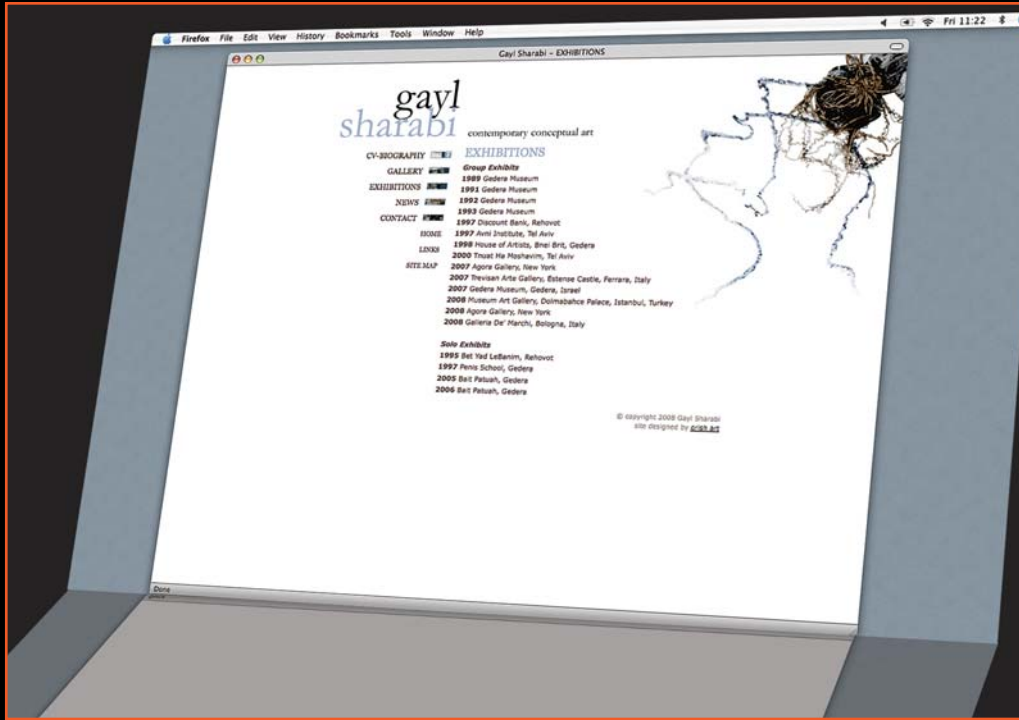 Firefox File Edit View History Bookmarks Tools Window Help
Fri 11:22
Gayl Sharabi – EXHIBITIONS
gayl
sharabi contemporary conceptual art
CV-BIOGRAPHY
GALLERY
EXHIBITIONS
NEWS
CONTACT
HOME
LINKS
SITE MAP
EXHIBITIONS
Group Exhibits
1989 Gedera Museum
1991 Gedera Museum
1992 Gedera Museum
1993 Gedera Museum
1997 Discount Bank, Rehovot
1997 Avni Institute, Tel Aviv
1998 House of Artists, Bnei Brit, Gedera
2000 Tnuat Ha Moshavim, Tel Aviv
2007 Agora Gallery, New York
2007 Trevisan Arte Gallery, Estense Castle, Ferrara, Italy
2007 Gedera Museum, Gedera, Israel
2008 Museum Art Gallery, Dolmabahce Palace, Istanbul, Turkey
2008 Agora Gallery, New York
2008 Galleria De' Marchi, Bologna, Italy
Solo Exhibits
1995 Bet Yad LeBanim, Rehovot
1997 Penis School, Gedera
2005 Bait Patuah, Gedera
2006 Bait Patuah, Gedera
© copyright 2008 Gayl Sharabi
site designed by orish art
Done